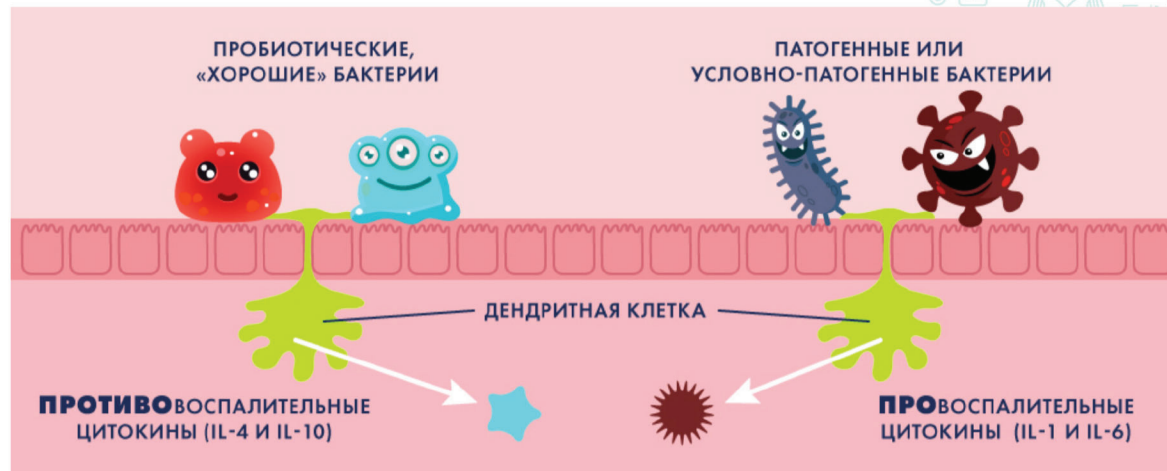 ПРОБИОТИЧЕСКИЕ,
«ХОРОШИЕ» БАКТЕРИИ
ПАТОГЕННЫЕ ИЛИ
УСЛОВНО-ПАТОГЕННЫЕ БАКТЕРИИ
ДЕНДРИТНАЯ КЛЕТКА
ПРОТИВОВОСПАЛИТЕЛЬНЫЕ
ЦИТОКИНЫ (IL-4 И IL-10)
ПРОВОСПАЛИТЕЛЬНЫЕ
ЦИТОКИНЫ (IL-1 И IL-6)